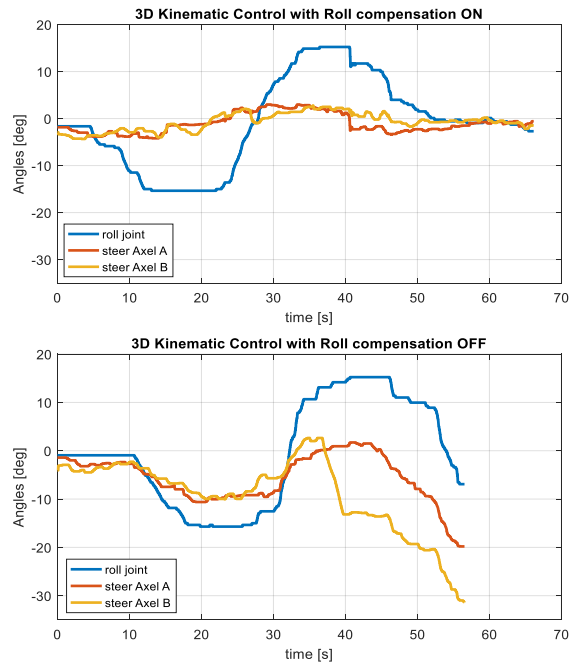 3D Kinematic Control with Roll compensation ON
20
10
0
-10
-20
-30
Angles [deg]
roll joint
steer Axel A
steer Axel B
0 10 20 30 40 50 60 70
time [s]
3D Kinematic Control with Roll compensation OFF
20
10
0
-10
-20
-30
Angles [deg]
roll joint
steer Axel A
steer Axel B
0 10 20 30 40 50 60 70
time [s]